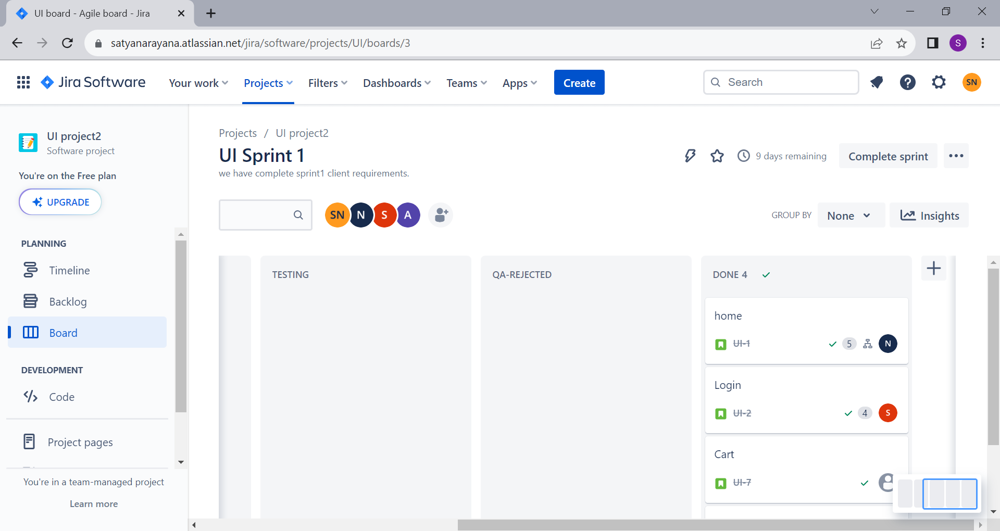 UI board - Agile board - Jira
satyanarayana.atlassian.net/jira/software/projects/UI/boards/3
S
Jira Software
Your work
Projects
Filters
Dashboards
Teams
Apps
Create
Search
SN
UI project2
Software project
You're on the Free plan
UPGRADE
PLANNING
Timeline
Backlog
Board
DEVELOPMENT
Code
Project pages
You're in a team-managed project
Learn more
Projects / UI project2
UI Sprint 1
we have complete sprint1 client requirements.
9 days remaining
Complete sprint
SN N S A
GROUP BY
None
Insights
TESTING
QA-REJECTED
DONE 4
home
UI-1
5
N
Login
UI-2
4
S
Cart
UI-7